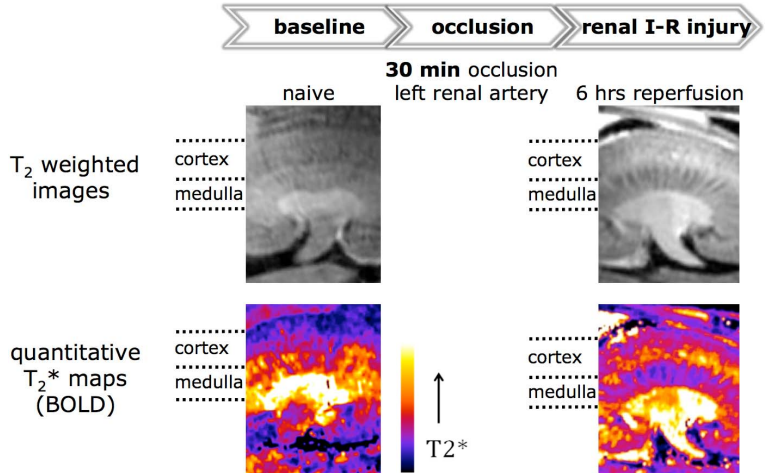 baseline
occlusion
renal I-R injury
naive
30 min occlusion
left renal artery
6 hrs reperfusion
T2 weighted
images
cortex
medulla
cortex
medulla
quantitative
T2* maps
(BOLD)
cortex
medulla
T2*
cortex
medulla